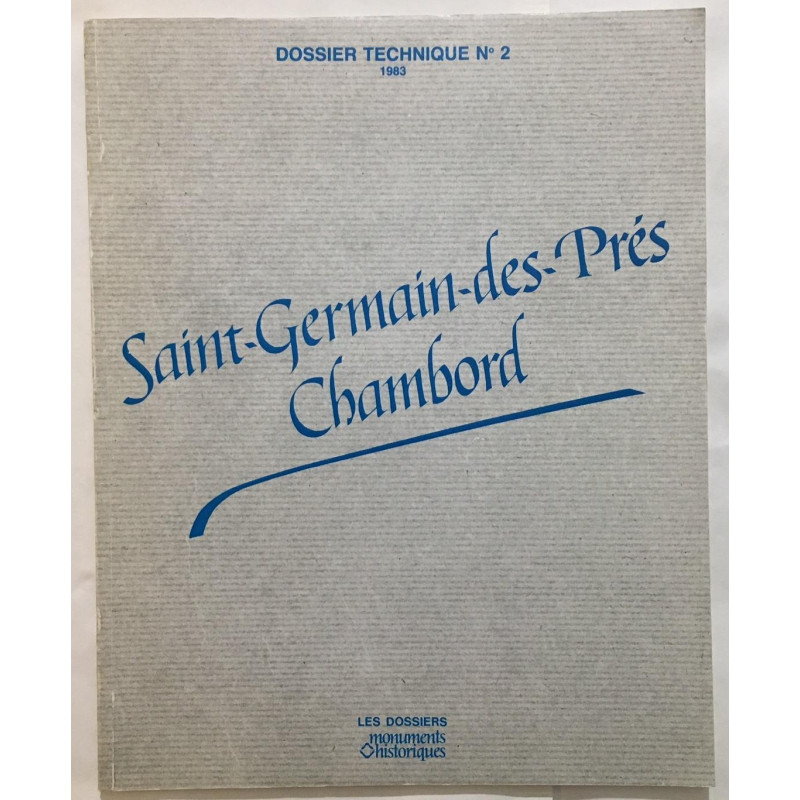 DOSSIER TECHNIQUE N° 2
1983
Saint-Germain-des-Prés
Chambord
LES DOSSIERS
monuments
historiques